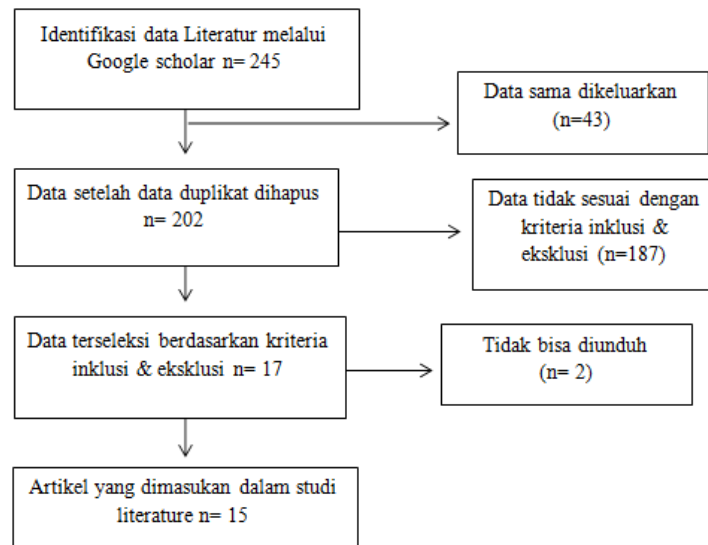 Identifikasi data Literatur melalui
Google scholar n= 245
Data sama dikeluarkan
(n=43)
Data setelah data duplikat dihapus
n= 202
Data tidak sesuai dengan
kriteria inklusi &
eksklusi (n=187)
Data terseleksi berdasarkan kriteria
inklusi & eksklusi n= 17
Tidak bisa diunduh
(n= 2)
Artikel yang dimasukan dalam studi
literature n= 15